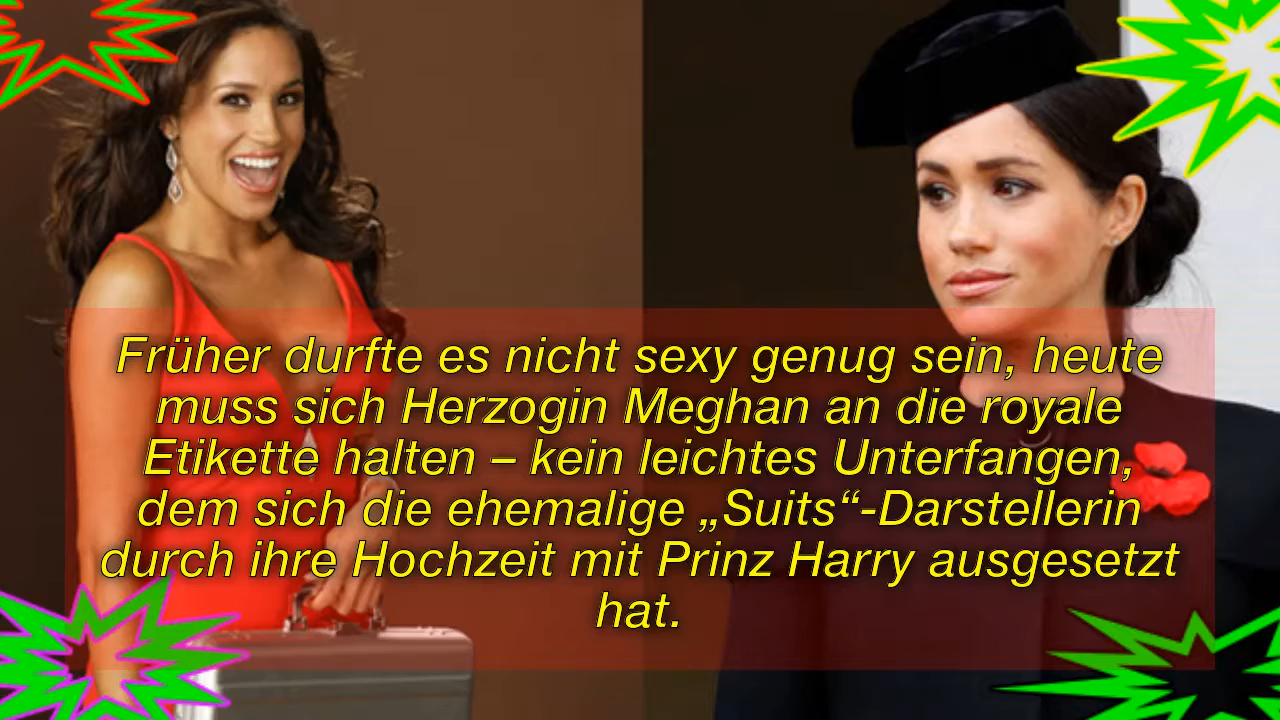 Früher durfte es nicht sexy genug sein, heute
muss sich Herzogin Meghan an die royale
Etikette halten – kein leichtes Unterfangen,
dem sich die ehemalige „Suits“-Darstellerin
durch ihre Hochzeit mit Prinz Harry ausgesetzt
hat.